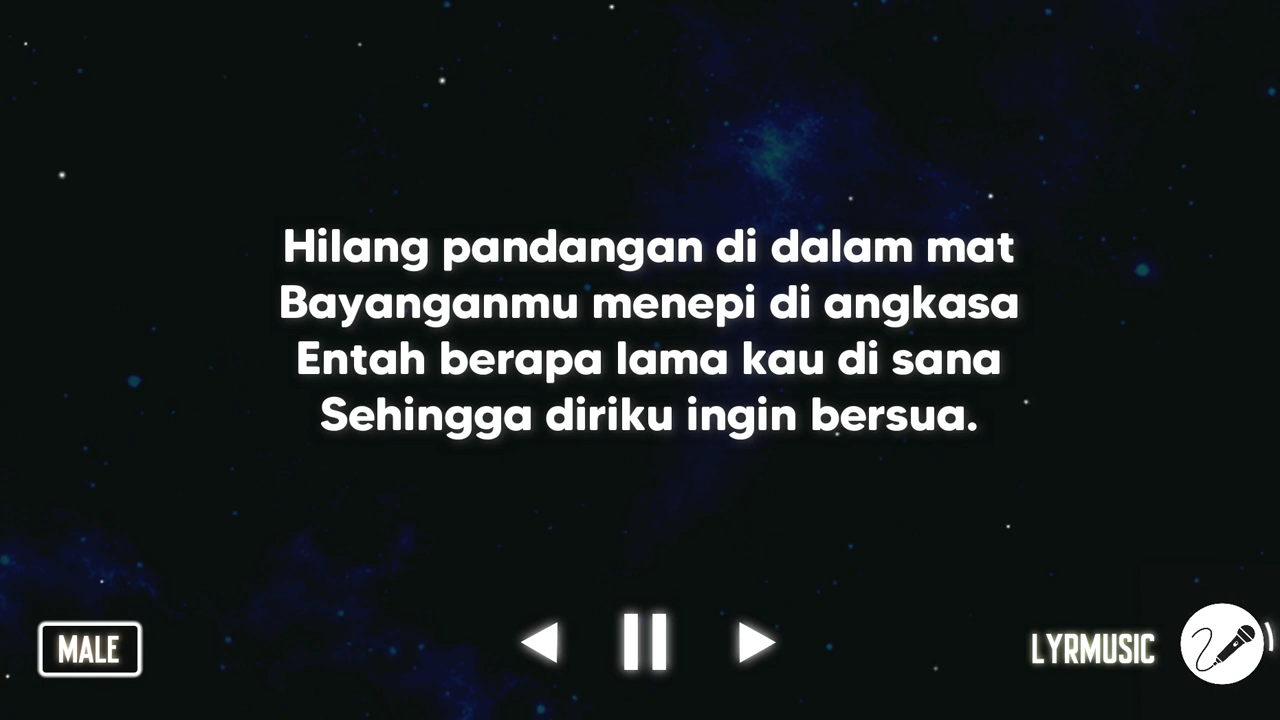 Hilang pandangan di dalam mat
Bayanganmu menepi di angkasa
Entah berapa lama kau di sana
Sehingga diriku ingin bersua.
MALE
LYRMUSIC